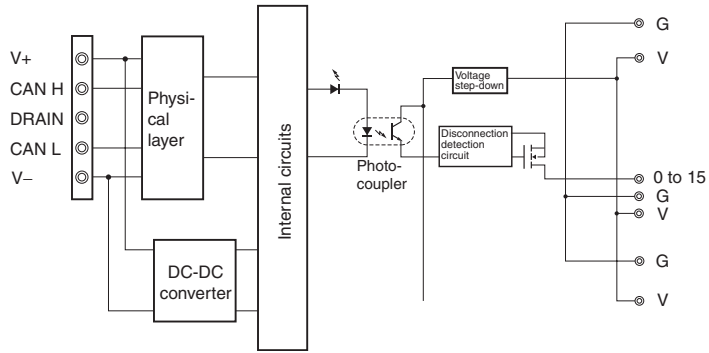 V+
CAN H
DRAIN
CAN L
V–
Physi-
cal
layer
DC-DC
converter
Internal circuits
Photo-
coupler
Voltage
step-down
Disconnection
detection
circuit
G
V
0 to 15
G
V
G
V